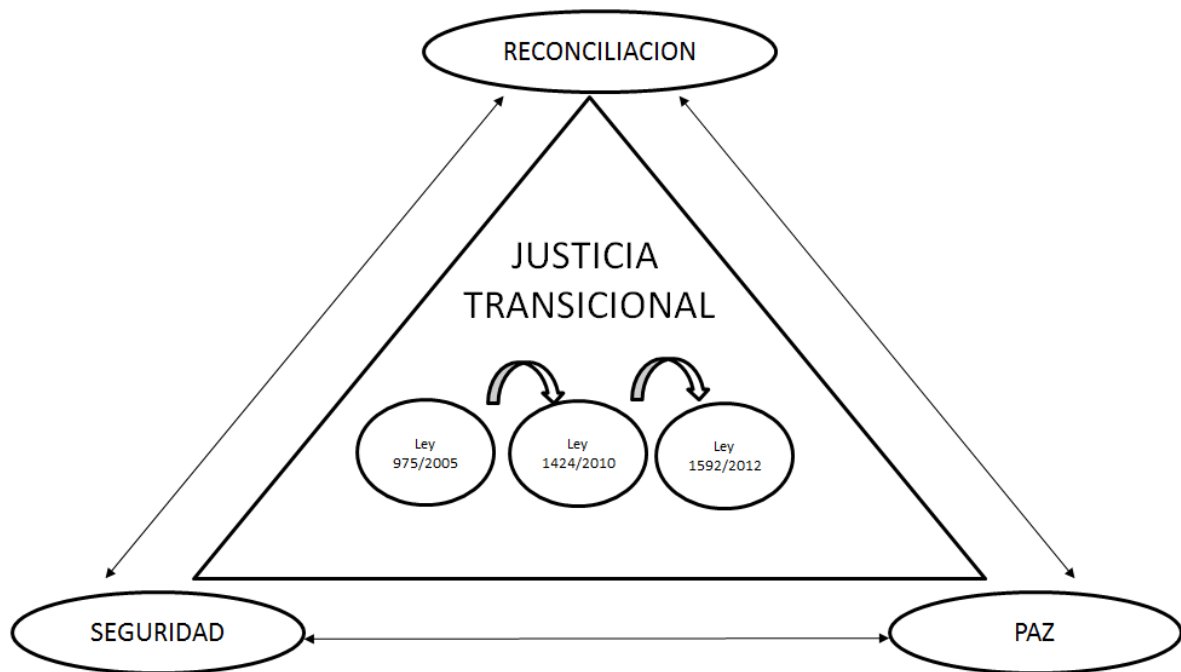 RECONCILIACION
JUSTICIA
TRANSICIONAL
Ley
975/2005
Ley
1424/2010
Ley
1592/2012
SEGURIDAD
PAZ